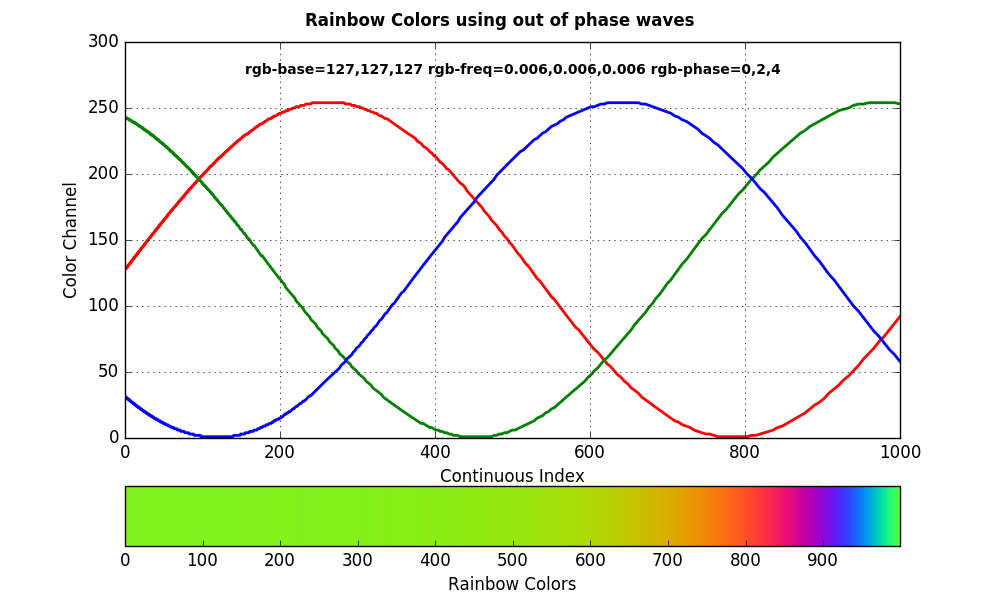 Rainbow Colors using out of phase waves
rgb-base=127,127,127 rgb-freq=0.006,0.006,0.006 rgb-phase=0,2,4
300
250
200
150
100
50
0
Color Channel
0 200 400 600 800 1000
Continuous Index
0 100 200 300 400 500 600 700 800 900
Rainbow Colors